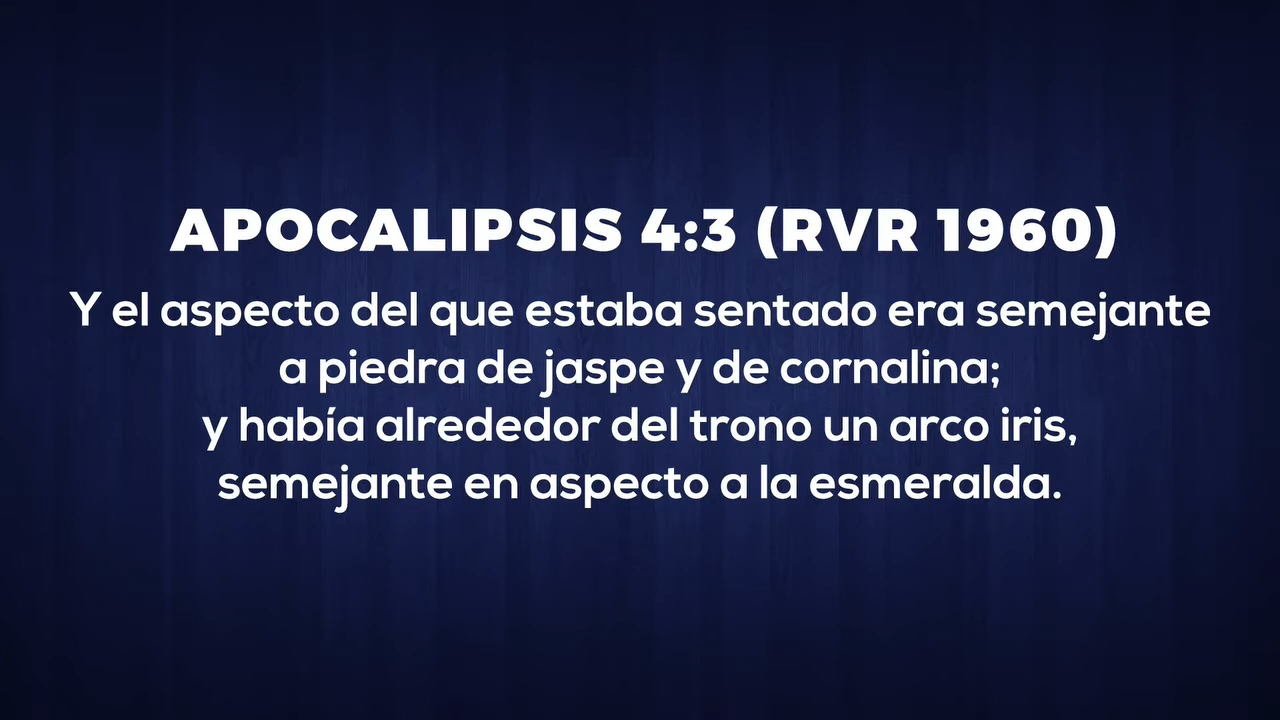 APOCALIPSIS 4:3 (RVR 1960)
Y el aspecto del que estaba sentado era semejante
a piedra de jaspe y de cornalina;
y había alrededor del trono un arco iris,
semejante en aspecto a la esmeralda.